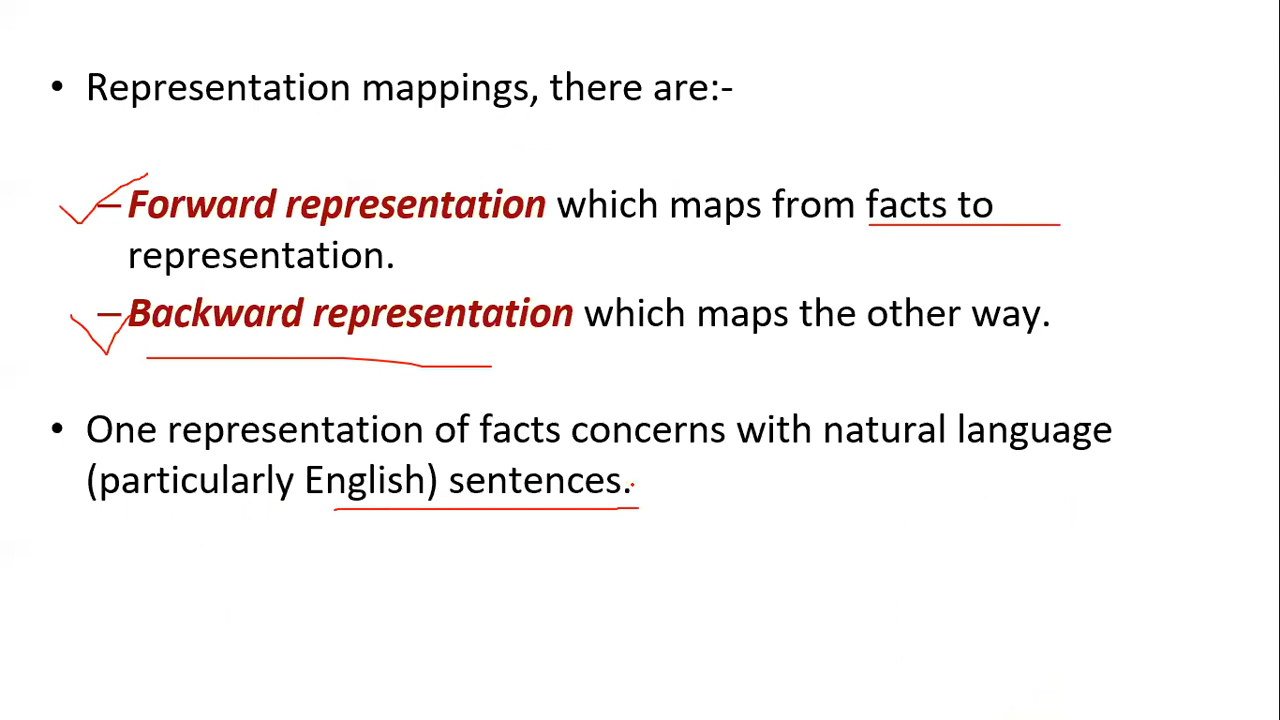 • Representation mappings, there are:-
– Forward representation which maps from facts to
representation.
– Backward representation which maps the other way.
• One representation of facts concerns with natural language
(particularly English) sentences.